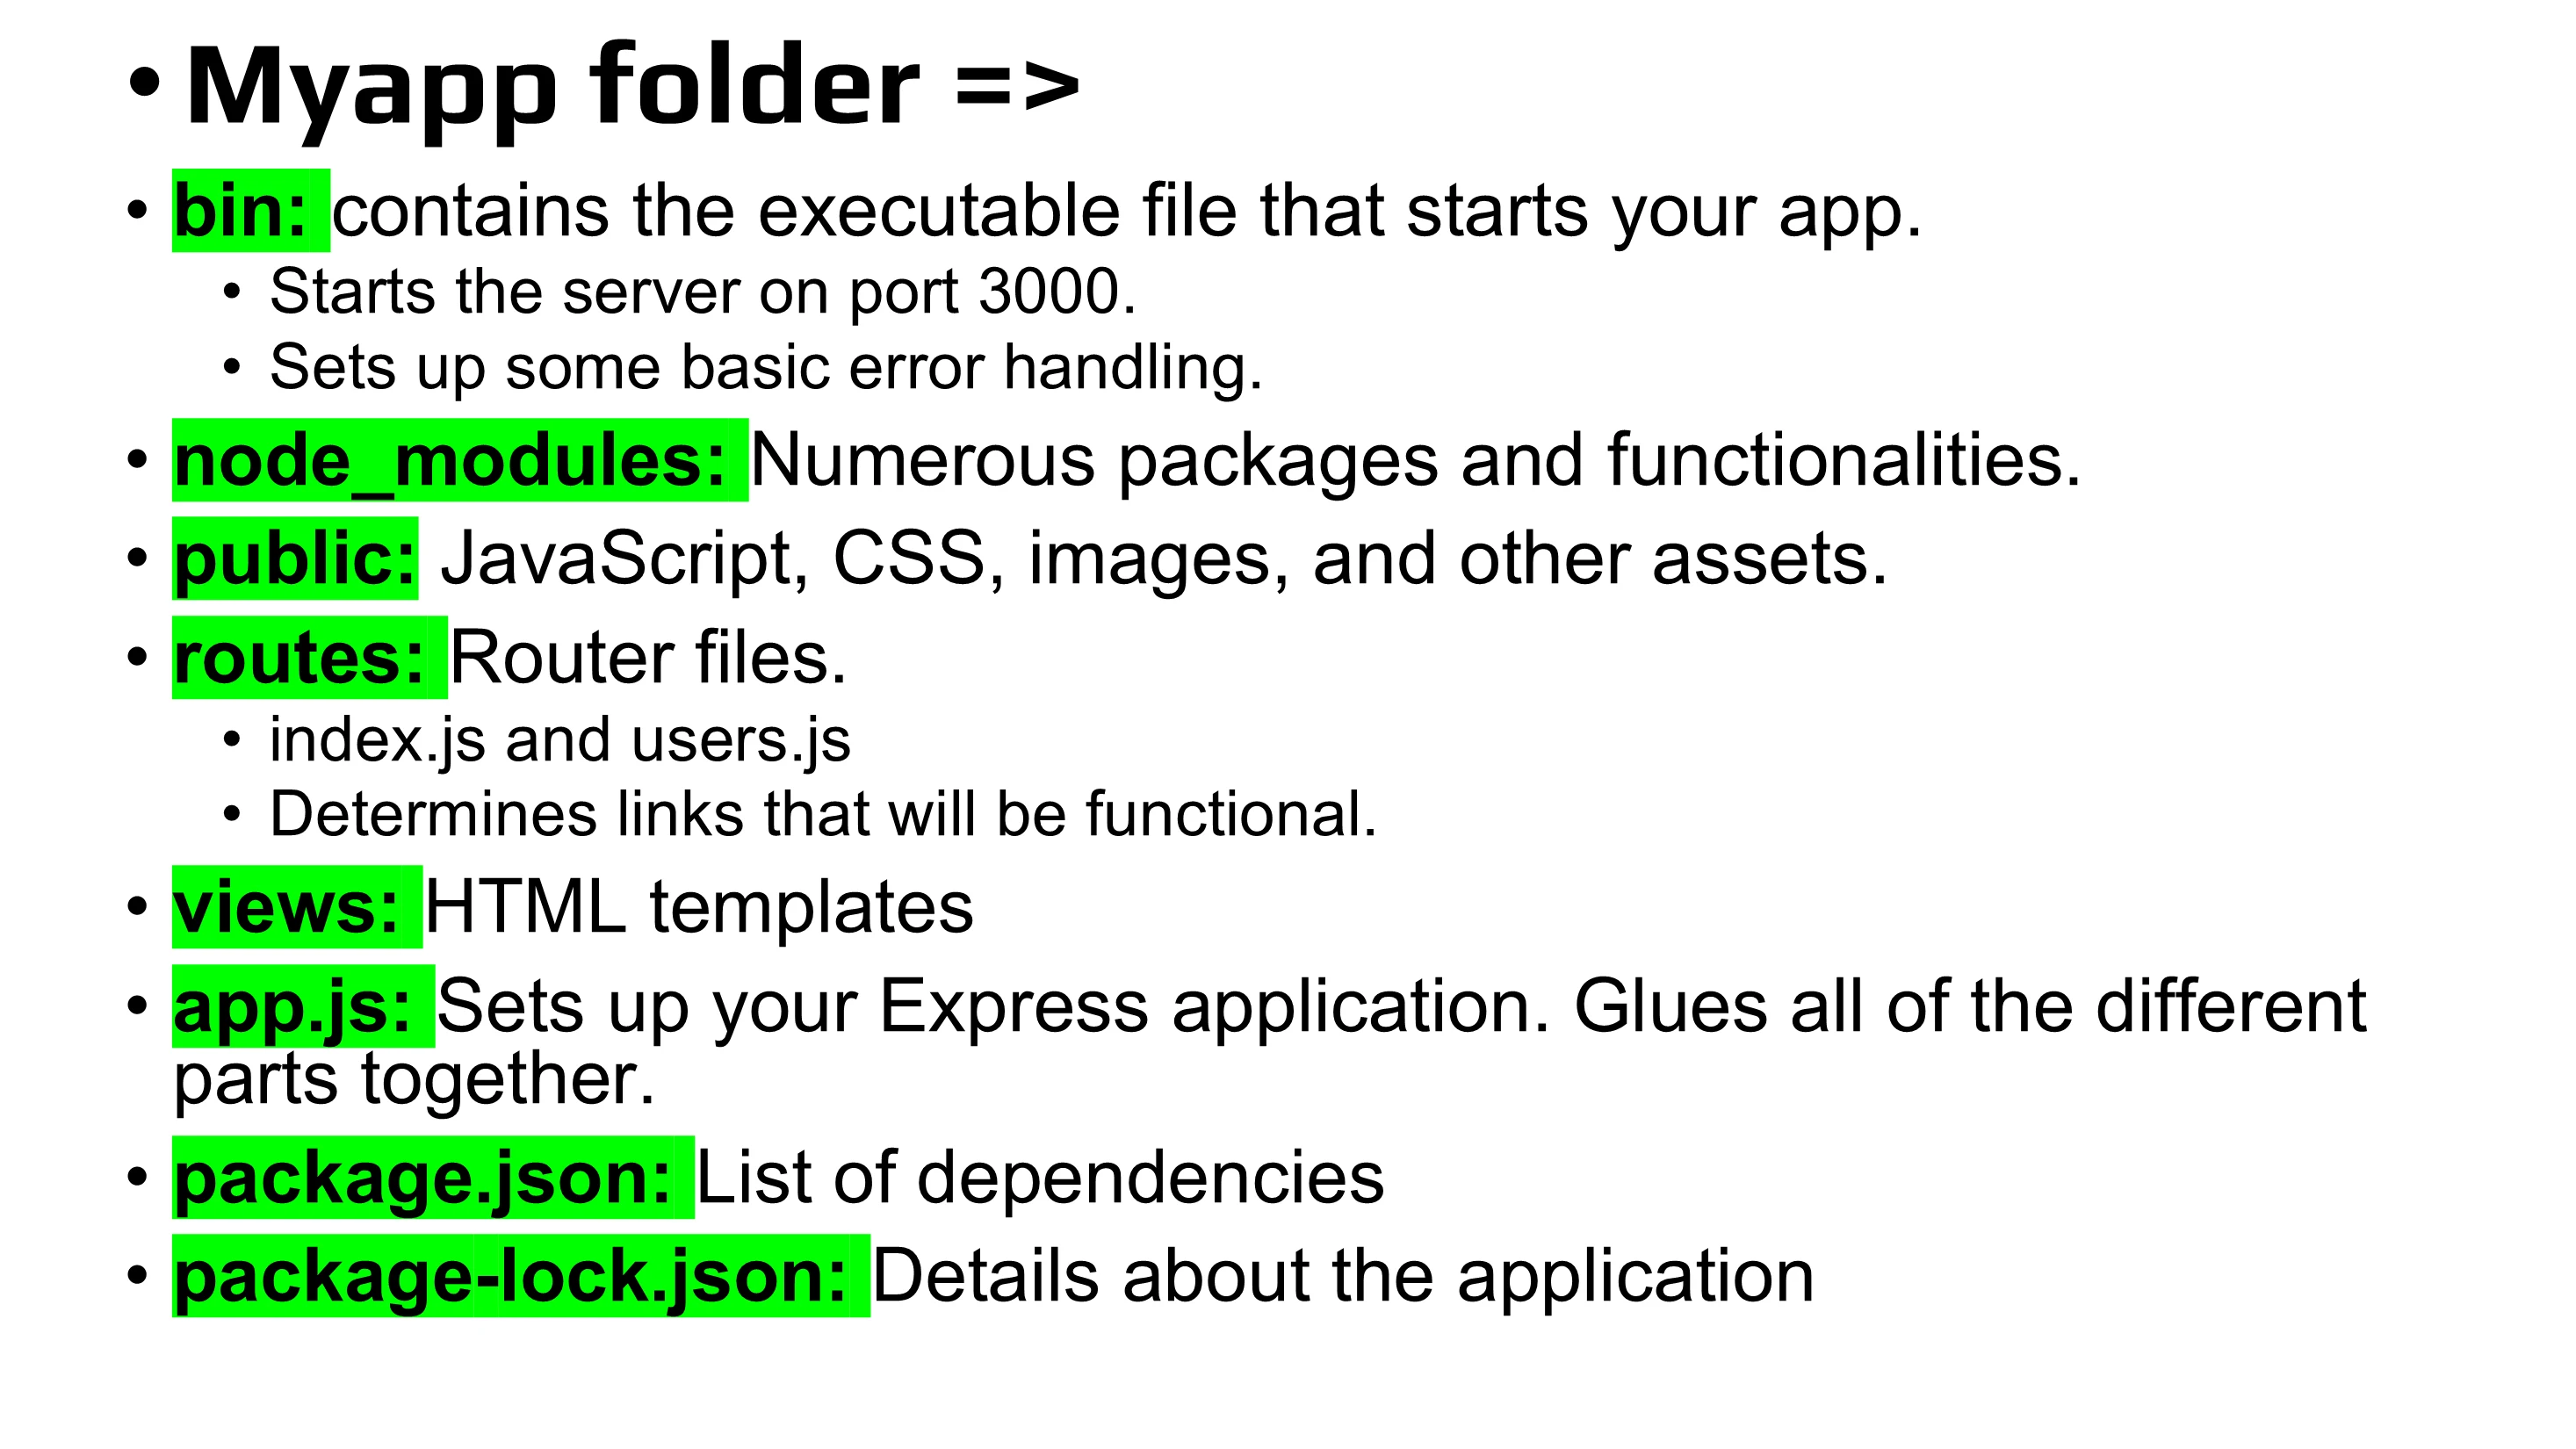 • Myapp folder =>
• bin: contains the executable file that starts your app.
• Starts the server on port 3000.
• Sets up some basic error handling.
• node_modules: Numerous packages and functionalities.
• public: JavaScript, CSS, images, and other assets.
• routes: Router files.
• index.js and users.js
• Determines links that will be functional.
• views: HTML templates
• app.js: Sets up your Express application. Glues all of the different
parts together.
• package.json: List of dependencies
• package-lock.json: Details about the application